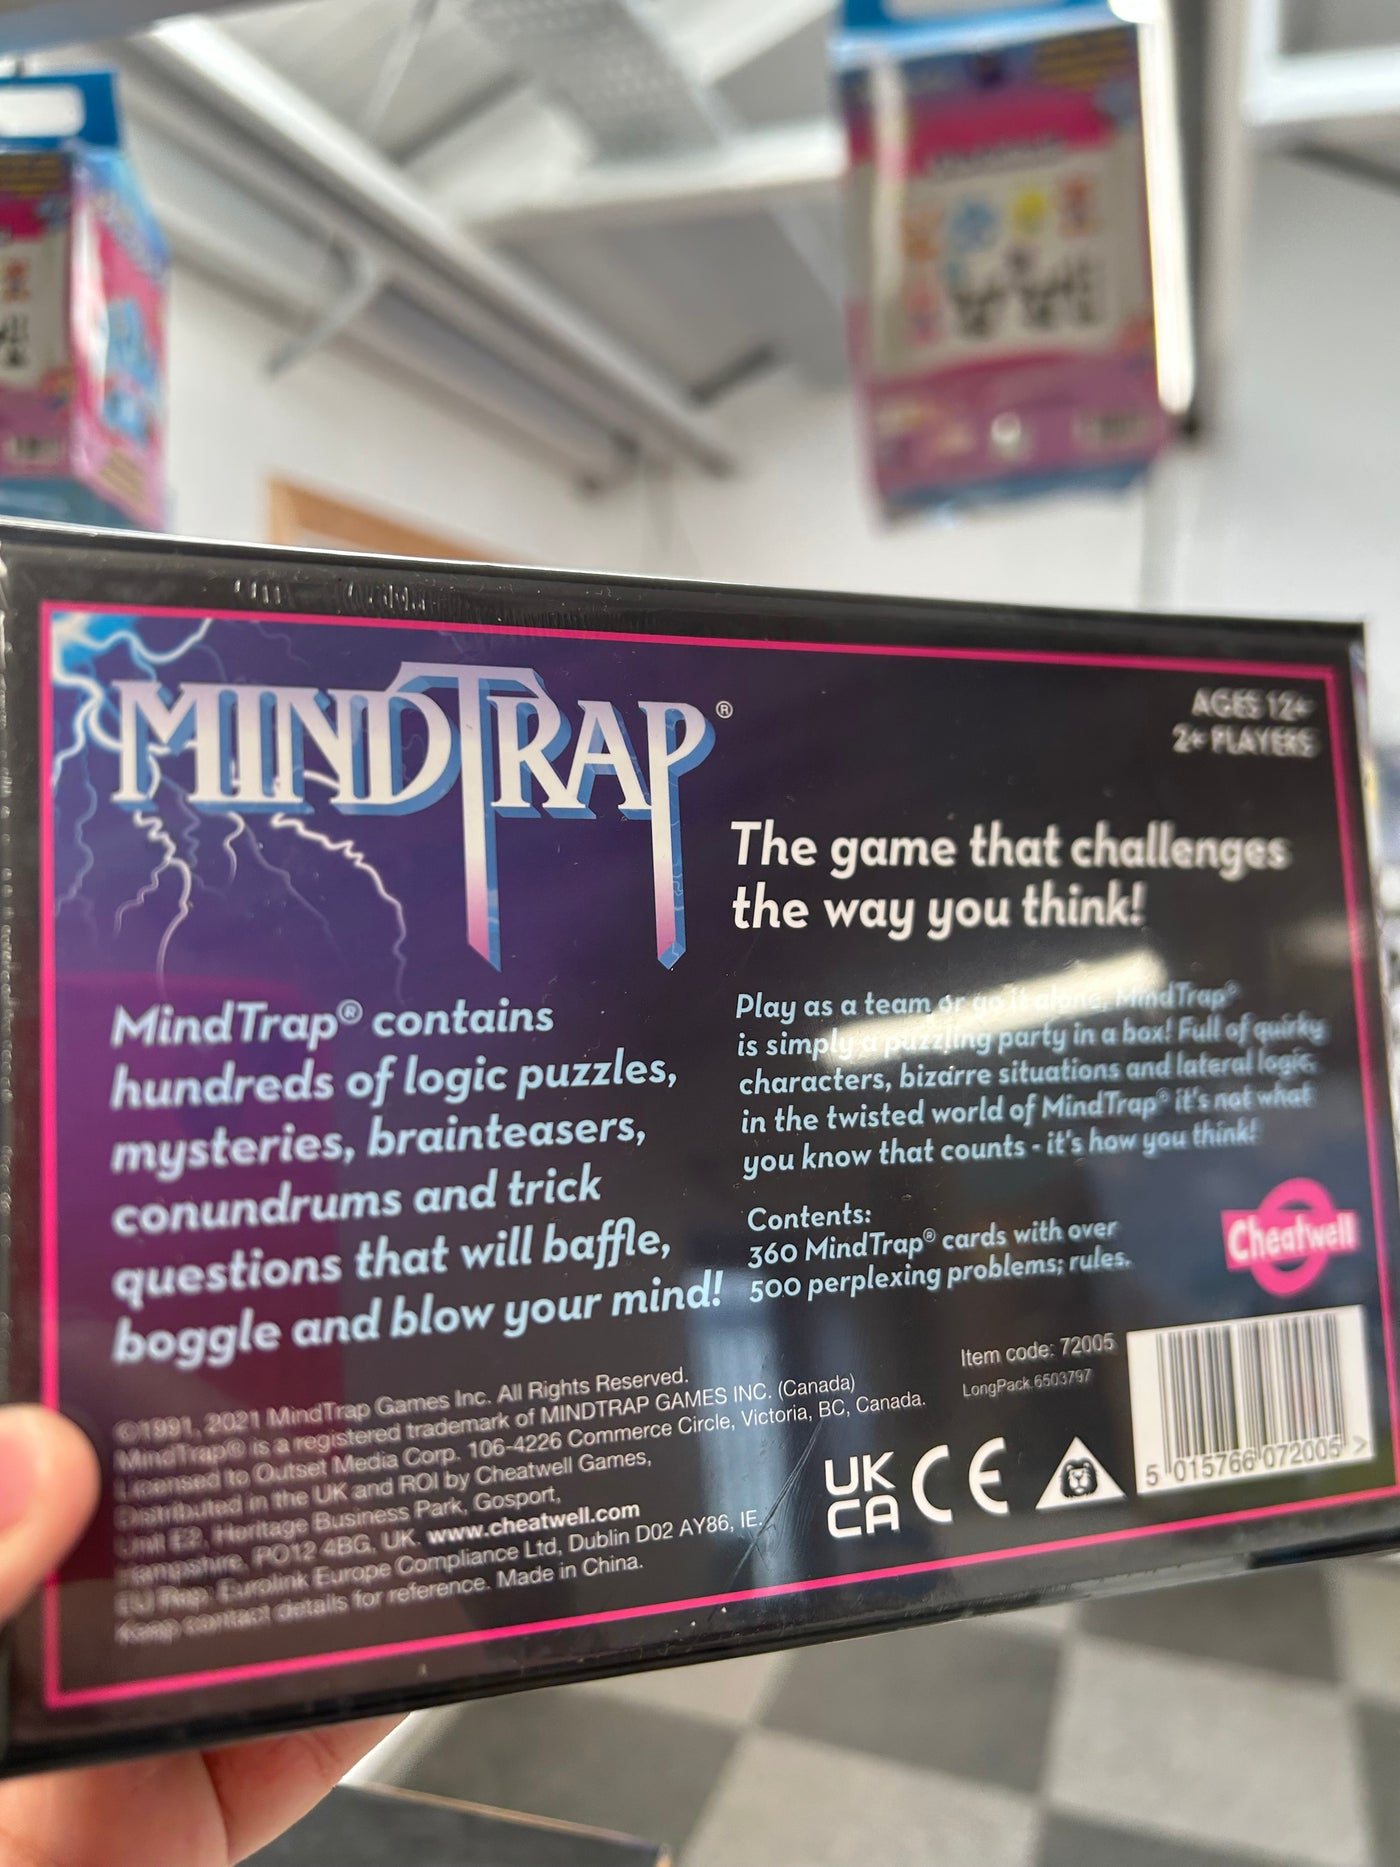 MINDTRAP®
AGES 12+
2+ PLAYERS
The game that challenges
the way you think!
MindTrap® contains
hundreds of logic puzzles,
mysteries, brainteasers,
conundrums and trick
questions that will baffle,
boggle and blow your mind!
Play as a team or go it alone, MindTrap®
is simply a puzzling party in a box! Full of quirky
characters, bizarre situations and lateral logic.
in the twisted world of MindTrap® it's not what
you know that counts - it's how you think!
Contents:
360 MindTrap® cards with over
500 perplexing problems; rules.
Cheatwell
©1991, 2021 MindTrap Games Inc. All Rights Reserved.
MindTrap® is a registered trademark of MINDTRAP GAMES INC. (Canada)
Licensed to Outset Media Corp. 106-4226 Commerce Circle, Victoria, BC, Canada.
Distributed in the UK and ROI by Cheatwell Games,
Unit E2, Heritage Business Park, Gosport,
Hampshire, PO12 4BG, UK. www.cheatwell.com
EU Rep. Eurolink Europe Compliance Ltd, Dublin D02 AY86, IE.
Keep contact details for reference. Made in China.
Item code: 72005
LongPack 6503797
UK
CA
CE
5 015766 072005 >